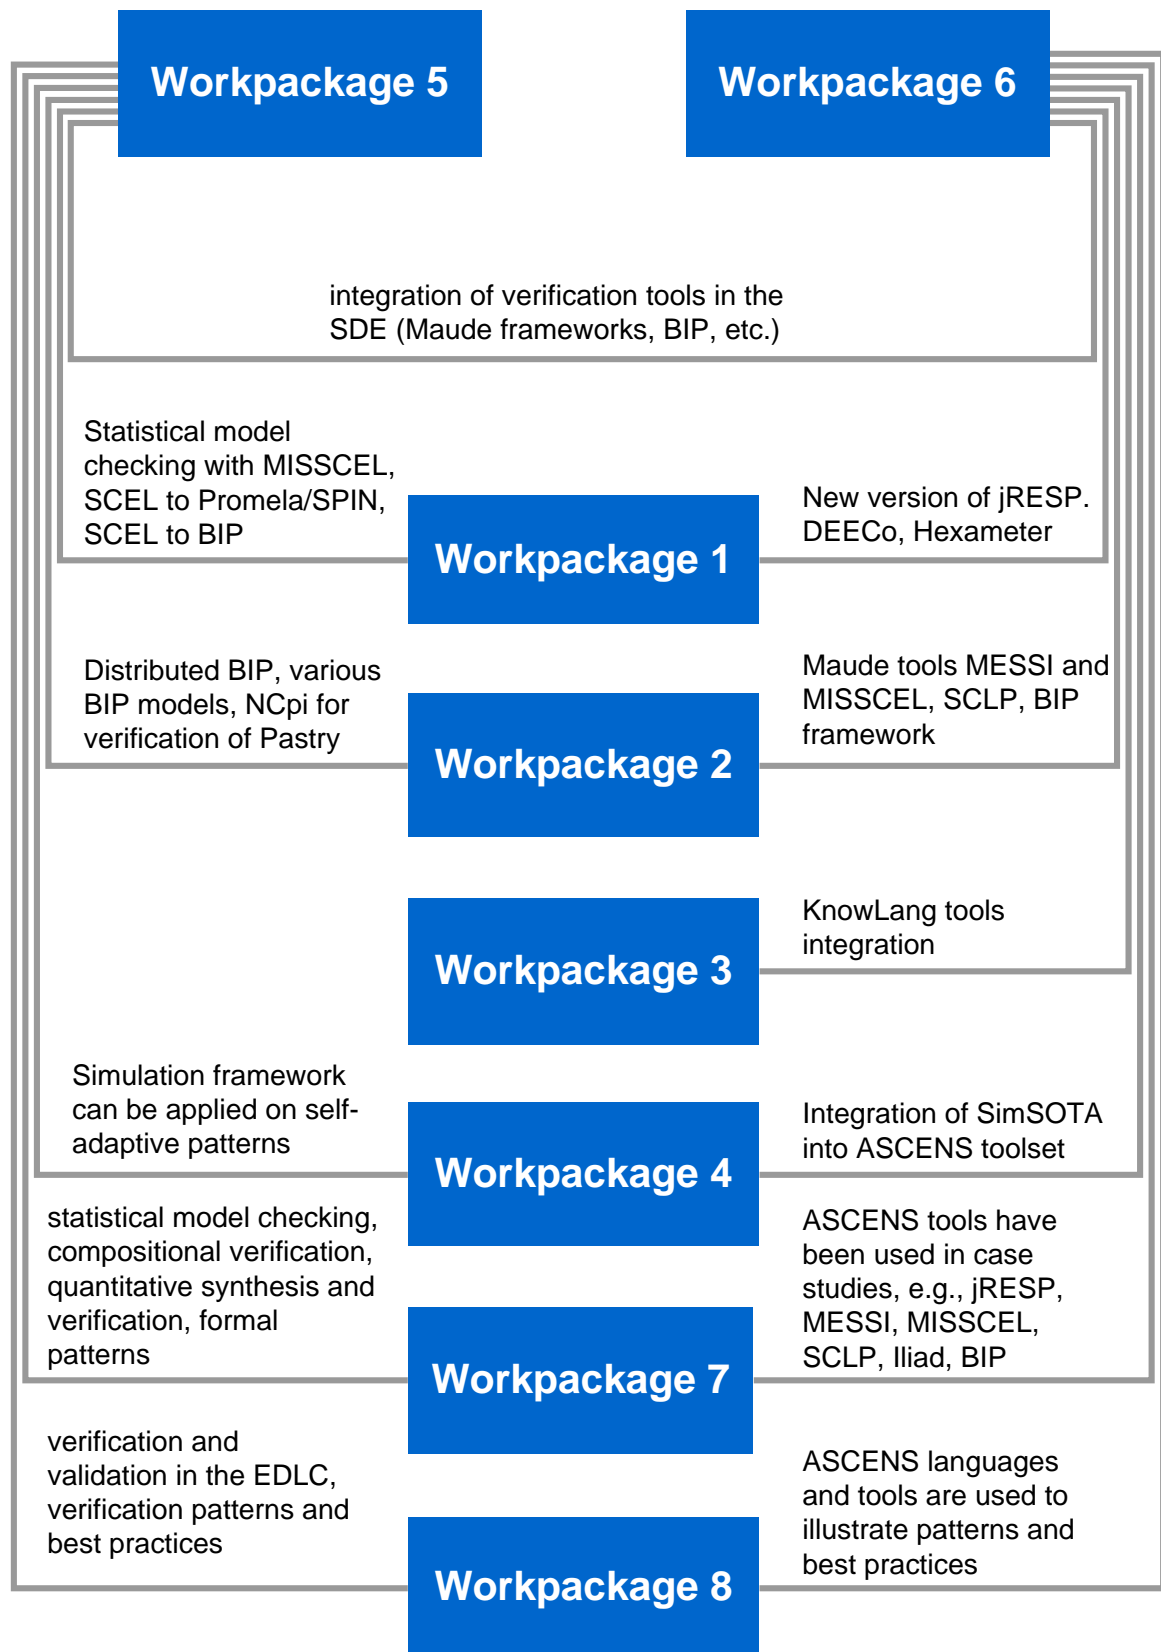 Workpackage 5
Workpackage 6
integration of verification tools in the
SDE (Maude frameworks, BIP, etc.)
Statistical model
checking with MISSCEL,
SCEL to Promela/SPIN,
SCEL to BIP
New version of jRESP.
DEECo, Hexameter
Workpackage 1
Distributed BIP, various
BIP models, NCpi for
verification of Pastry
Maude tools MESSI and
MISSCEL, SCLP, BIP
framework
Workpackage 2
KnowLang tools
integration
Workpackage 3
Simulation framework
can be applied on self-
adaptive patterns
Integration of SimSOTA
into ASCENS toolset
Workpackage 4
statistical model checking,
compositional verification,
quantitative synthesis and
verification, formal
patterns
ASCENS tools have
been used in case
studies, e.g., jRESP,
MESSI, MISSCEL,
SCLP, Iliad, BIP
Workpackage 7
verification and
validation in the EDLC,
verification patterns and
best practices
ASCENS languages
and tools are used to
illustrate patterns and
best practices
Workpackage 8